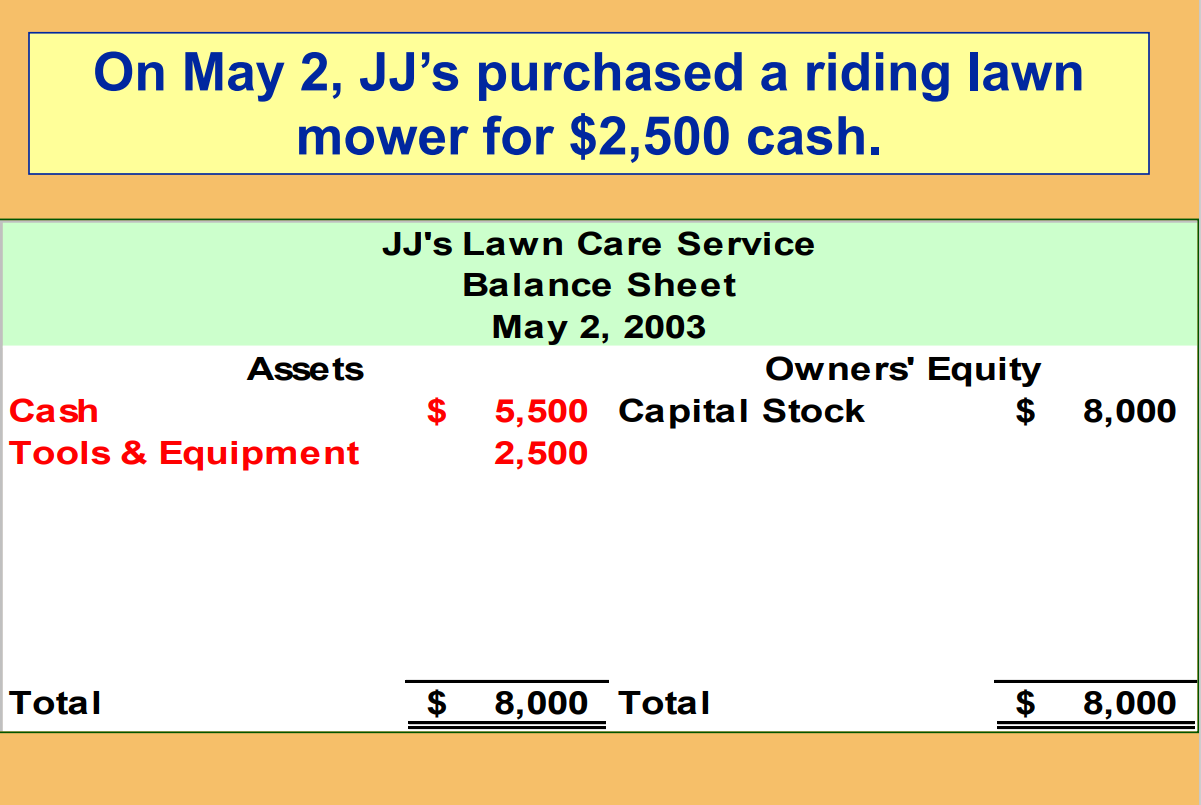 On May 2, JJ’s purchased a riding lawn
mower for $2,500 cash.
JJ's Lawn Care Service
Balance Sheet
May 2, 2003
Assets Owners' Equity
Cash $ 5,500 Capital Stock $ 8,000
Tools & Equipment 2,500
Total $ 8,000 Total $ 8,000